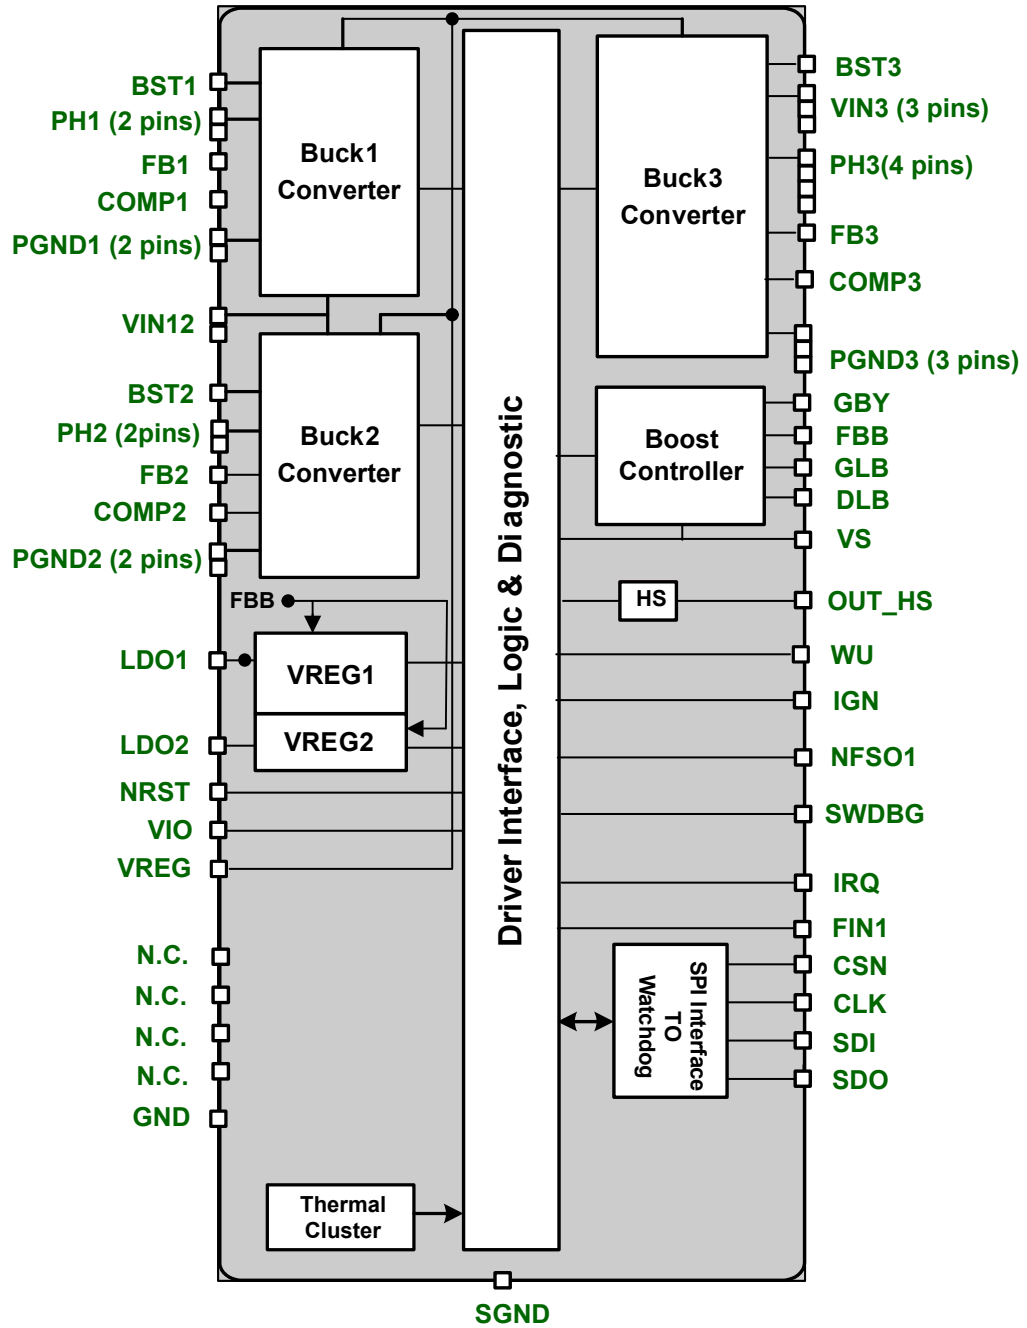 BST1
PH1 (2 pins)
FB1
COMP1
PGND1 (2 pins)
VIN12
BST2
PH2 (2pins)
FB2
COMP2
PGND2 (2 pins)
LDO1
LDO2
NRST
VIO
VREG
N.C.
N.C.
N.C.
N.C.
GND
Buck1
Converter
Buck2
Converter
FBB
VREG1
VREG2
Thermal
Cluster
Driver Interface, Logic & Diagnostic
Buck3
Converter
Boost
Controller
HS
SPI Interface
TO
Watchdog
BST3
VIN3 (3 pins)
PH3(4 pins)
FB3
COMP3
PGND3 (3 pins)
GBY
FBB
GLB
DLB
VS
OUT_HS
WU
IGN
NFSO1
SWDBG
IRQ
FIN1
CSN
CLK
SDI
SDO
SGND